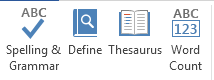 ABC
Spelling &
Grammar
Define
Thesaurus
ABC
123
Word
Count